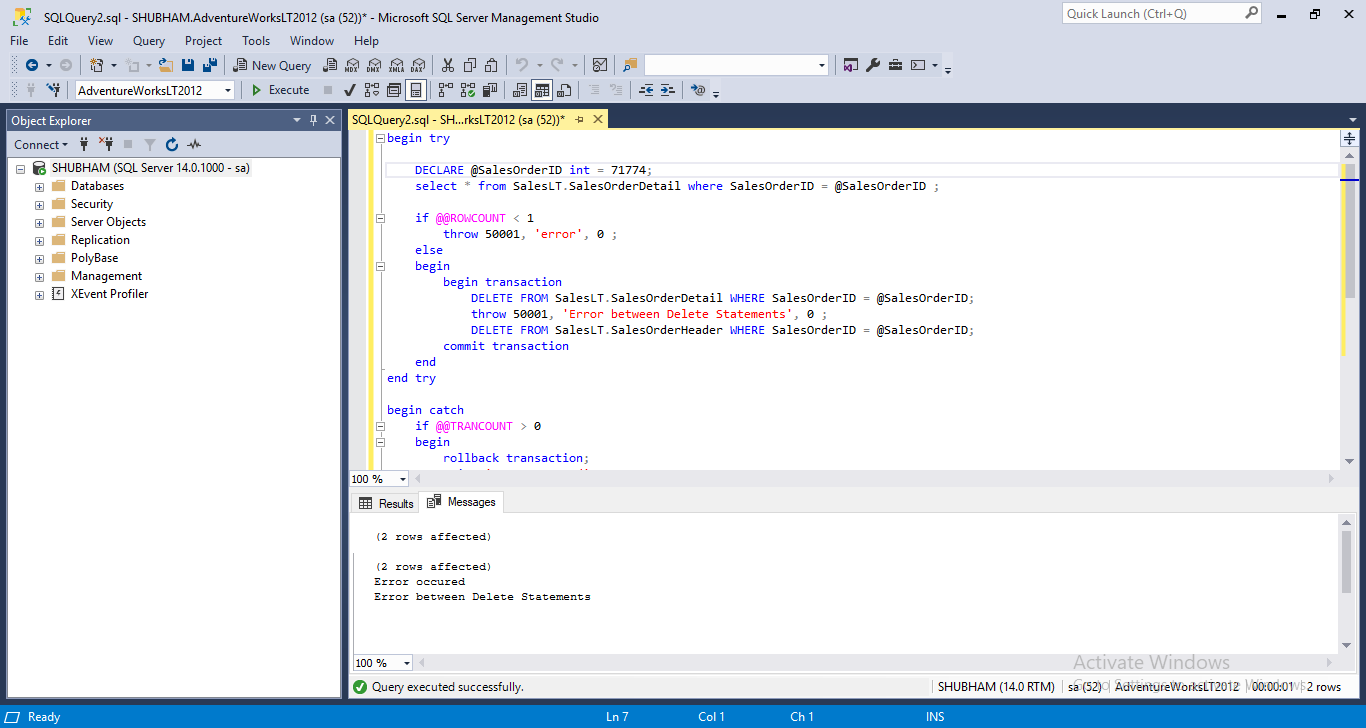 SQLQuery2.sql - SHUBHAM.AdventureWorksLT2012 (sa (52))* - Microsoft SQL Server Management Studio
Quick Launch (Ctrl+Q)
File Edit View Query Project Tools Window Help
New Query MDX DMX XMLA DAX
AdventureWorksLT2012 Execute
Object Explorer
Connect
SHUBHAM (SQL Server 14.0.1000 - sa)
Databases
Security
Server Objects
Replication
PolyBase
Management
XEvent Profiler
SQLQuery2.sql - SH...rksLT2012 (sa (52))*
begin try
DECLARE @SalesOrderID int = 71774;
select * from SalesLT.SalesOrderDetail where SalesOrderID = @SalesOrderID ;
if @@ROWCOUNT < 1
throw 50001, 'error', 0 ;
else
begin
begin transaction
DELETE FROM SalesLT.SalesOrderDetail WHERE SalesOrderID = @SalesOrderID;
throw 50001, 'Error between Delete Statements', 0 ;
DELETE FROM SalesLT.SalesOrderHeader WHERE SalesOrderID = @SalesOrderID;
commit transaction
end
end try
begin catch
if @@TRANCOUNT > 0
begin
rollback transaction;
100 %
Results Messages
(2 rows affected)
(2 rows affected)
Error occured
Error between Delete Statements
100 %
Activate Windows
Go to Settings to activate Windows.
Query executed successfully.
SHUBHAM (14.0 RTM) sa (52) AdventureWorksLT2012 00:00:01 2 rows
Ready Ln 7 Col 1 Ch 1 INS